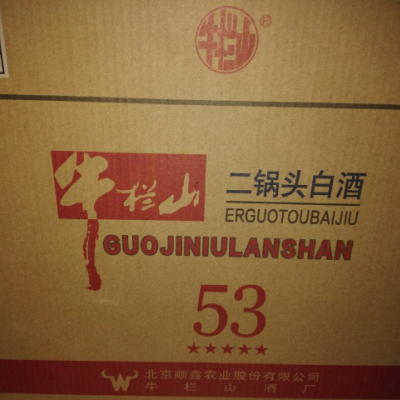 牛栏山®
牛栏山
二锅头白酒
ERGUOTOUBAIJIU
GUOJINIULANSHAN
53
★★★★★
北京顺鑫农业股份有限公司
牛栏山酒厂